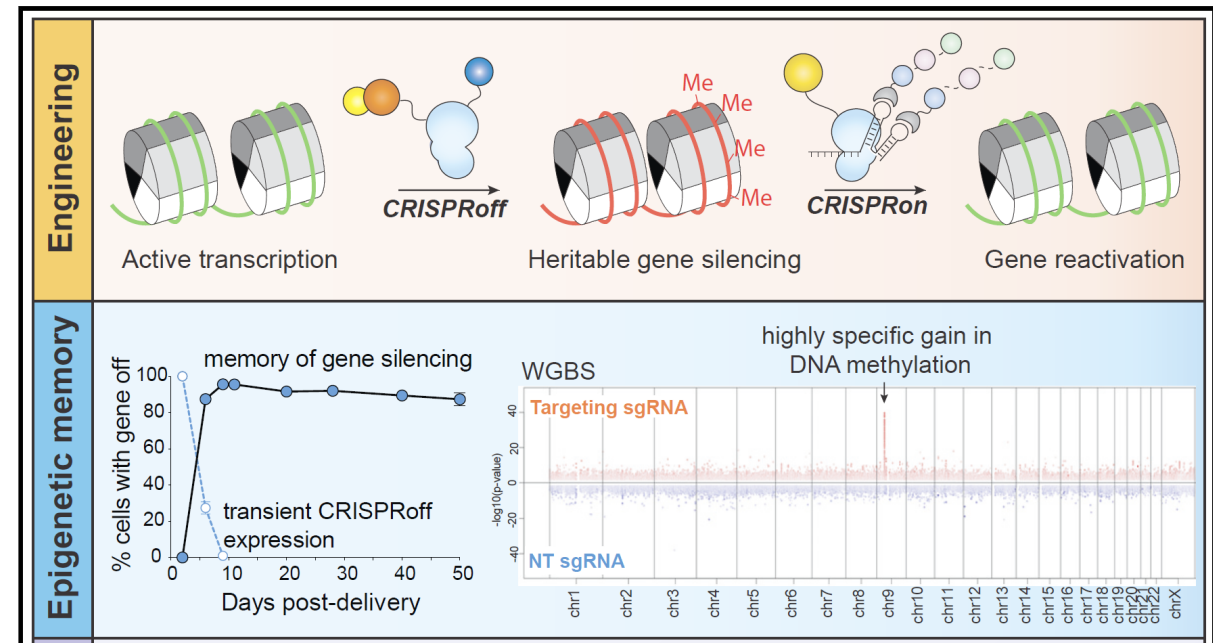 Engineering
Me
Me
Me
Me
CRISPRoff
CRISPRon
Active transcription
Heritable gene silencing
Gene reactivation
Epigenetic memory
memory of gene silencing
% cells with gene off
100
80
60
40
20
0
transient CRISPRoff
expression
0 10 20 30 40 50
Days post-delivery
highly specific gain in
DNA methylation
WGBS
Targeting sgRNA
-log10(p-value)
40
20
0
-20
-40
NT sgRNA
chr1
chr2
chr3
chr4
chr5
chr6
chr7
chr8
chr9
chr10
chr11
chr12
chr13
chr14
chr15
chr16
chr17
chr18
chr19
chr20
chr21
chr22
chrX